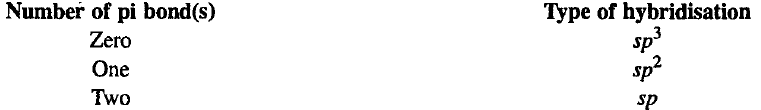 Number of pi bond(s) Type of hybridisation
Zero sp³
One sp²
Two sp